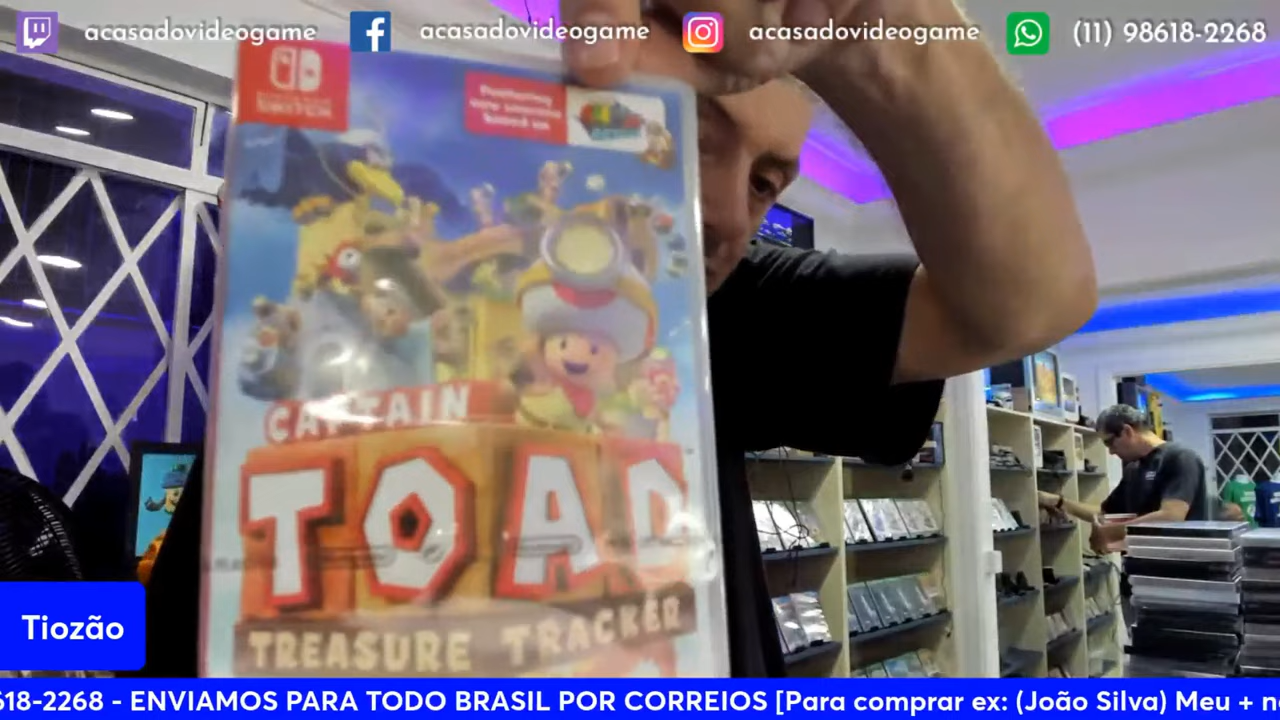 acasadovideogame
acasadovideogame
acasadovideogame
(11) 98618-2268
SWITCH
CAPTAIN
TOAD
TREASURE TRACKER
Tiozão
618-2268 - ENVIAMOS PARA TODO BRASIL POR CORREIOS [Para comprar ex: (João Silva) Meu + n